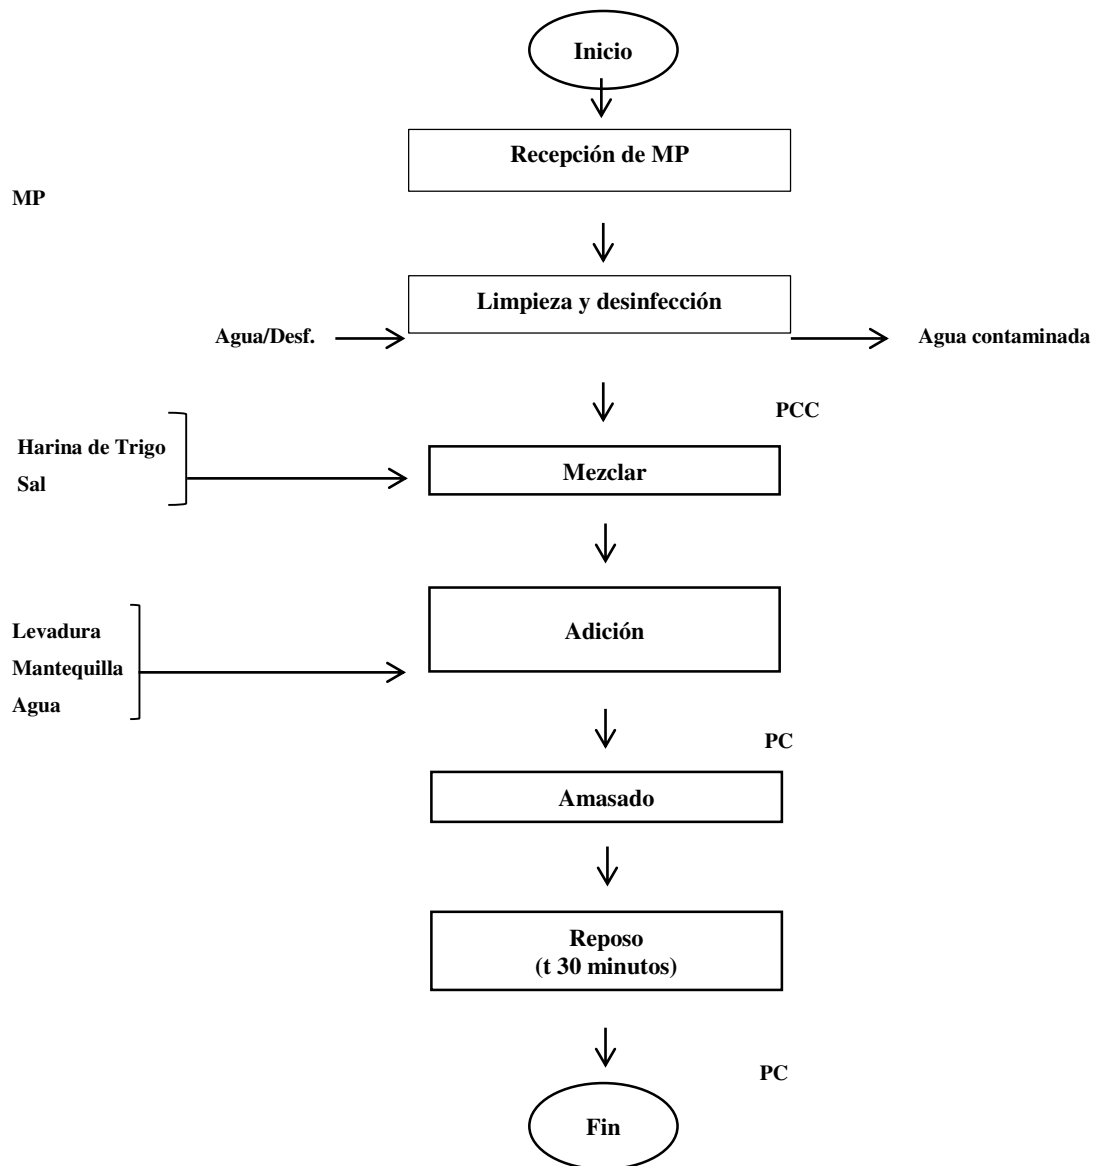 Inicio
Recepción de MP
MP
Limpieza y desinfección
Agua/Desf.
Agua contaminada
PCC
Harina de Trigo
Sal
Mezclar
Levadura
Mantequilla
Agua
Adición
PC
Amasado
Reposo
(t 30 minutos)
PC
Fin